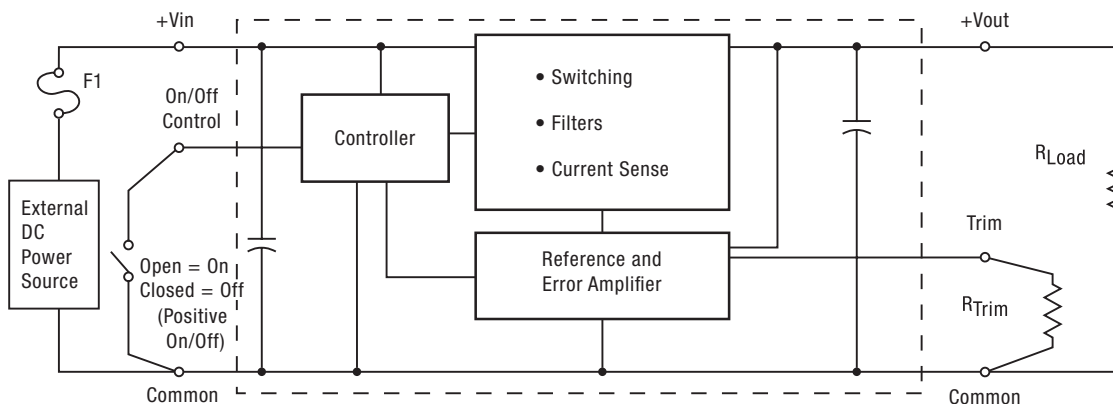 +Vin
+Vout
F1
On/Off
Control
Controller
• Switching
• Filters
• Current Sense
RLoad
External
DC
Power
Source
Open = On
Closed = Off
(Positive
On/Off)
Reference and
Error Amplifier
Trim
RTrim
Common
Common